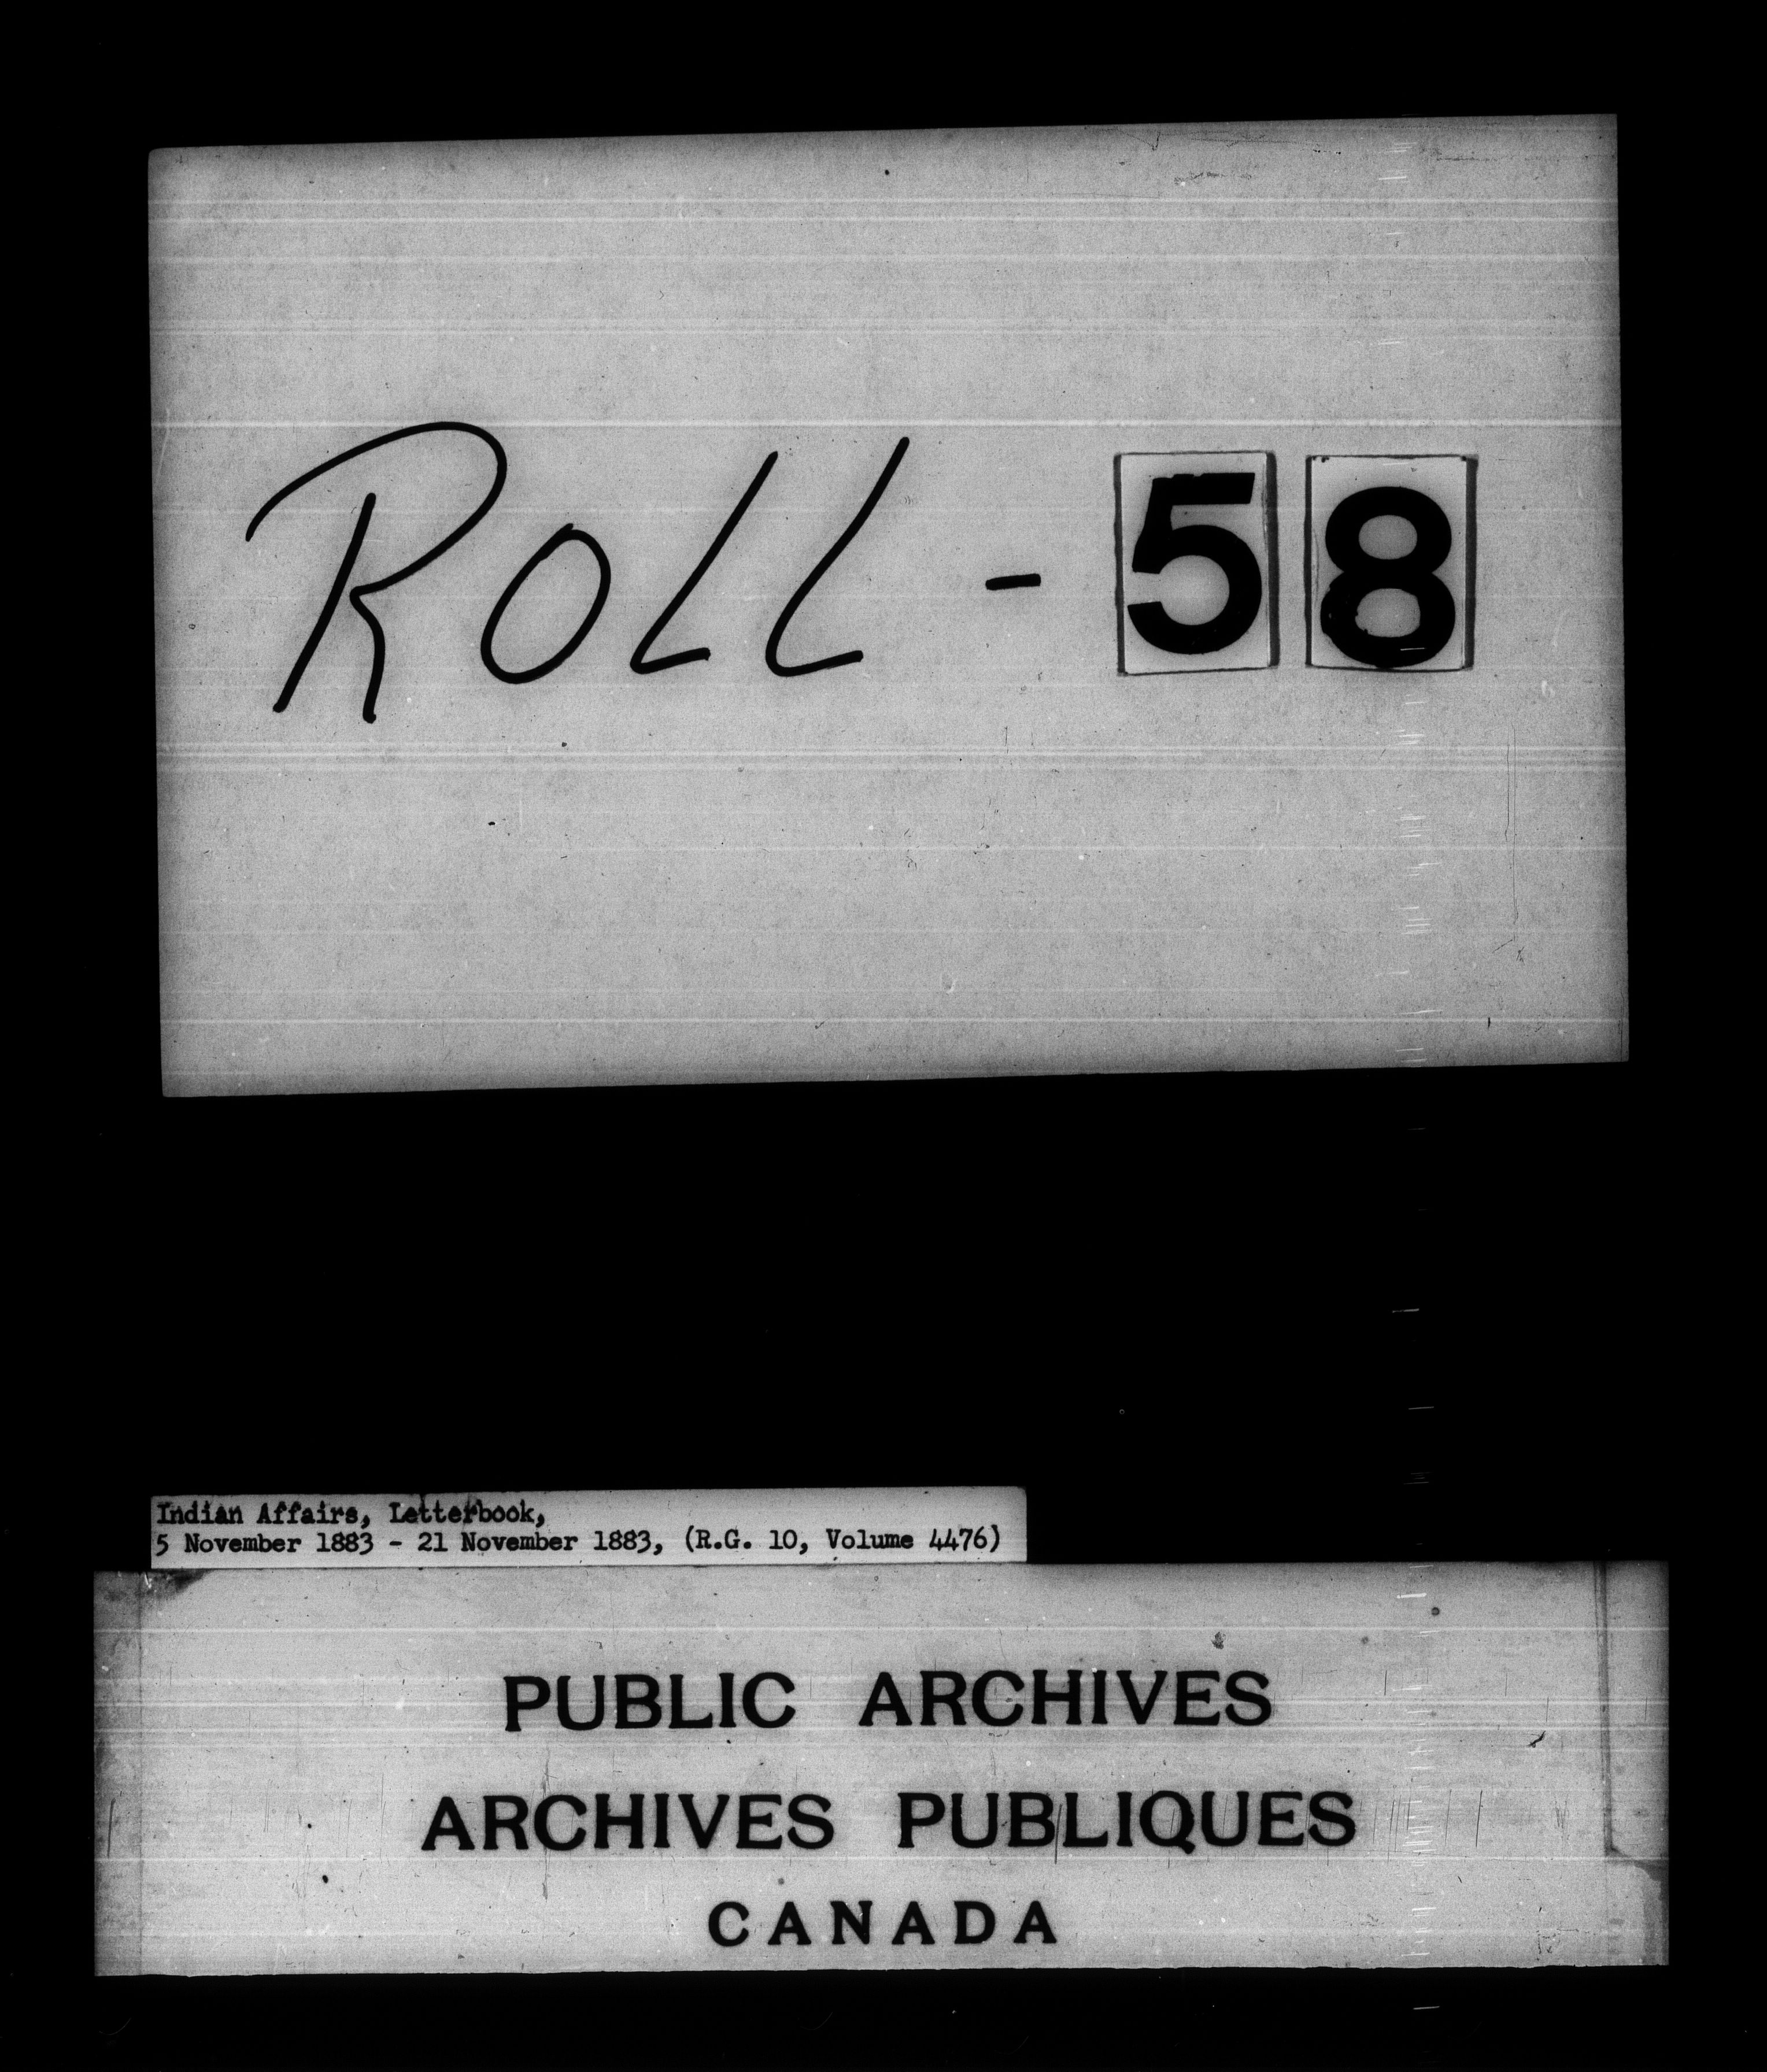 ROLL - 58
Indian Affairs, Letterbook,
5 November 1883 - 21 November 1883, (R.G. 10, Volume 4476)
PUBLIC ARCHIVES
ARCHIVES PUBLIQUES
CANADA